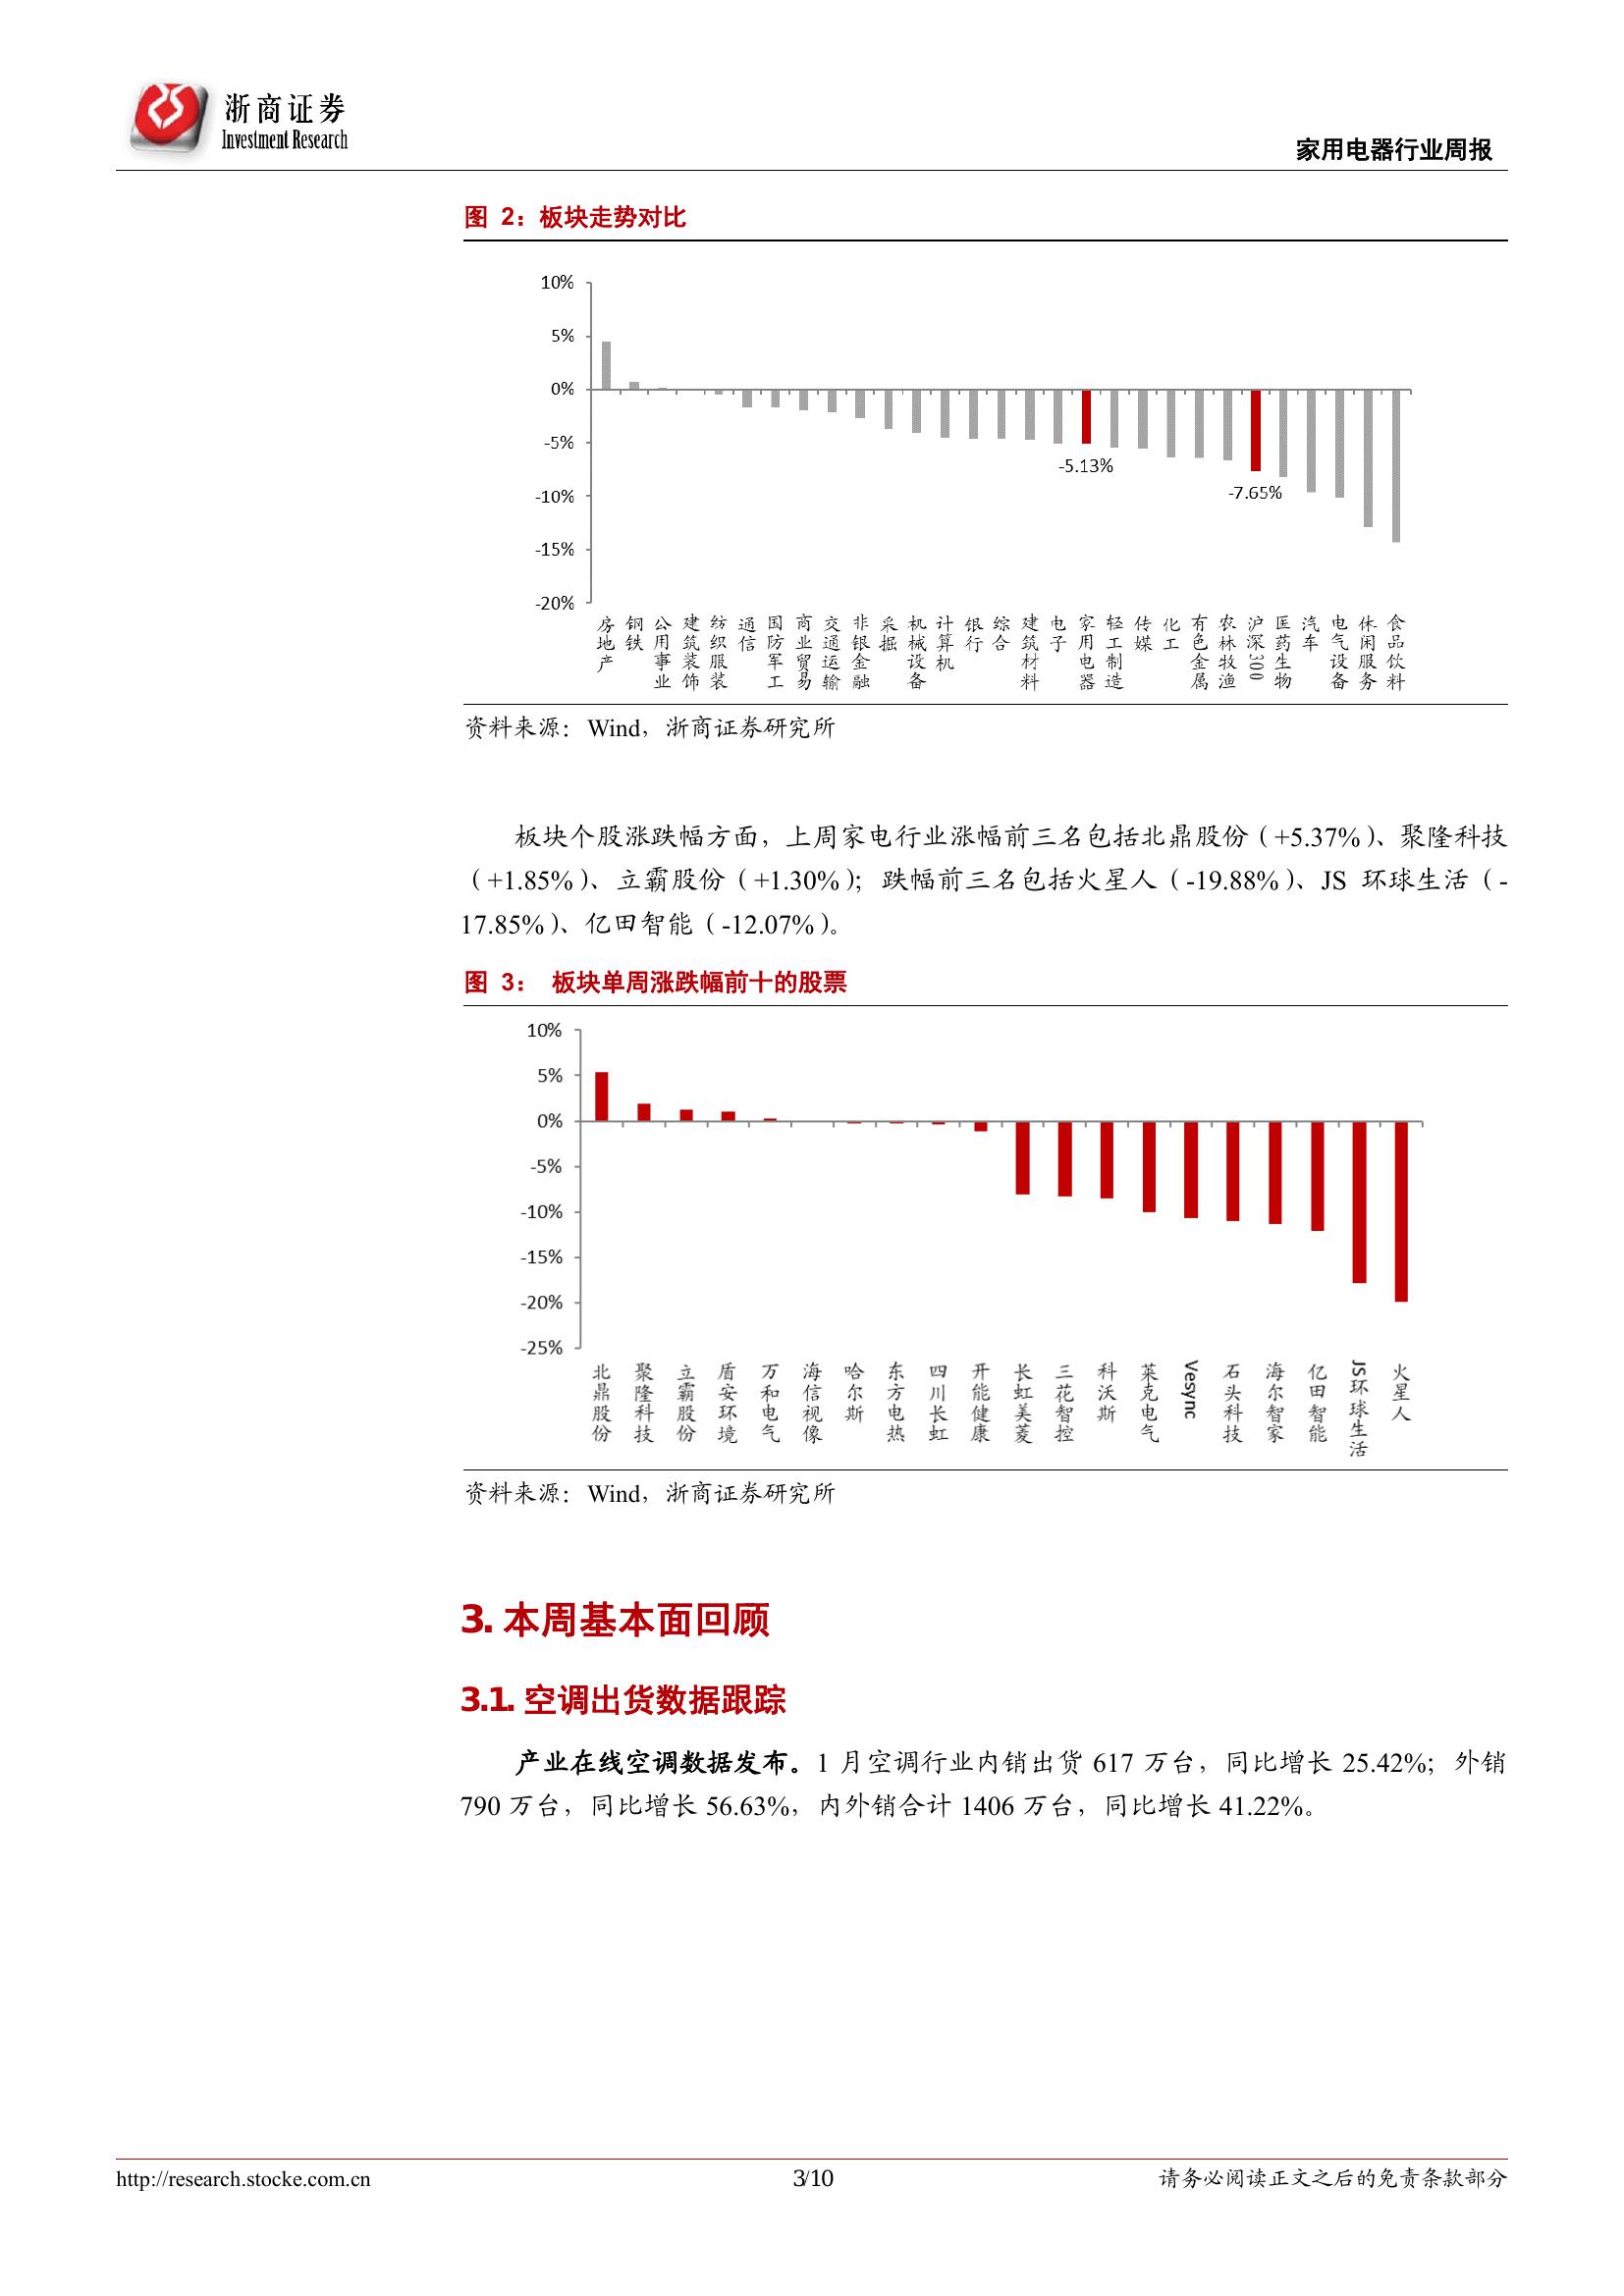 浙商证券
Investment Research
家用电器行业周报
图 2：板块走势对比
10%
5%
0%
-5%
-10%
-15%
-20%
-5.13%
-7.65%
房地产
钢铁
公用事业
建筑装饰
纺织服装
通信
国防军工
商业贸易
交通运输
非银金融
采掘
机械设备
计算机
银行
综合
建筑材料
电子
家用电器
轻工制造
传媒
化工
有色金属
农林牧渔
沪深300
医药生物
汽车
电气设备
休闲服务
食品饮料
资料来源：Wind，浙商证券研究所
板块个股涨跌幅方面，上周家电行业涨幅前三名包括北鼎股份（+5.37%）、聚隆科技
（+1.85%）、立霸股份（+1.30%）；跌幅前三名包括火星人（-19.88%）、JS 环球生活（-
17.85%）、亿田智能（-12.07%）。
图 3： 板块单周涨跌幅前十的股票
10%
5%
0%
-5%
-10%
-15%
-20%
-25%
北鼎股份
聚隆科技
立霸股份
盾安环境
万和电气
海信视像
哈尔斯
东方电热
四川长虹
开能健康
长虹美菱
三花智控
科沃斯
莱克电气
Vesync
石头科技
海尔智家
亿田智能
JS环球生活
火星人
资料来源：Wind，浙商证券研究所
3. 本周基本面回顾
3.1. 空调出货数据跟踪
产业在线空调数据发布。1 月空调行业内销出货 617 万台，同比增长 25.42%；外销
790 万台，同比增长 56.63%，内外销合计 1406 万台，同比增长 41.22%。
http://research.stocke.com.cn
3/10
请务必阅读正文之后的免责条款部分